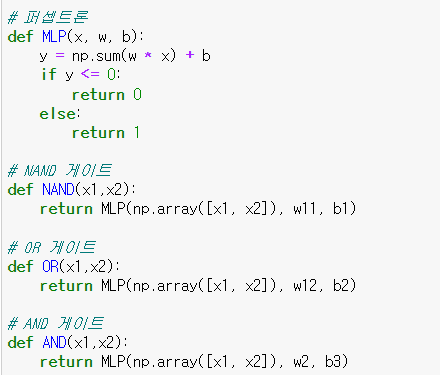 # 퍼셉트론
def MLP(x, w, b):
    y = np.sum(w * x) + b
    if y <= 0:
        return 0
    else:
        return 1
# NAND 게이트
def NAND(x1,x2):
    return MLP(np.array([x1, x2]), w11, b1)
# OR 게이트
def OR(x1,x2):
    return MLP(np.array([x1, x2]), w12, b2)
# AND 게이트
def AND(x1,x2):
    return MLP(np.array([x1, x2]), w2, b3)